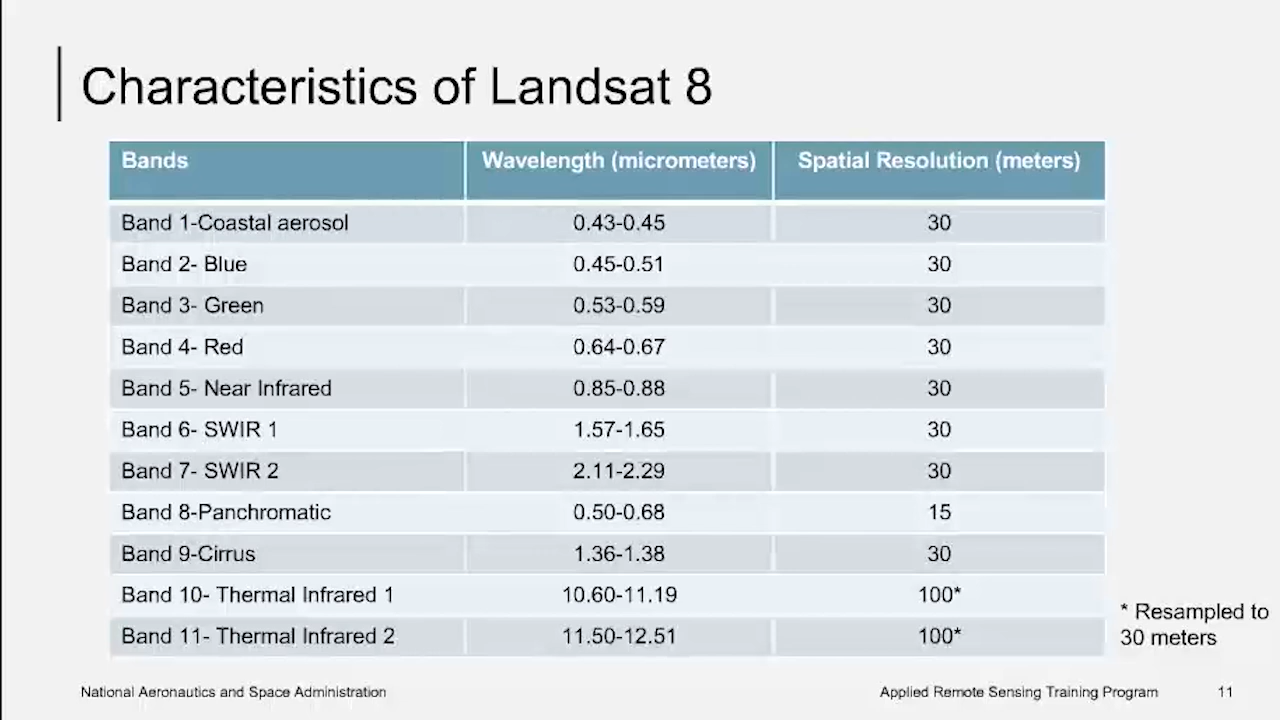 Characteristics of Landsat 8
Bands Wavelength (micrometers) Spatial Resolution (meters)
Band 1-Coastal aerosol 0.43-0.45 30
Band 2- Blue 0.45-0.51 30
Band 3- Green 0.53-0.59 30
Band 4- Red 0.64-0.67 30
Band 5- Near Infrared 0.85-0.88 30
Band 6- SWIR 1 1.57-1.65 30
Band 7- SWIR 2 2.11-2.29 30
Band 8-Panchromatic 0.50-0.68 15
Band 9-Cirrus 1.36-1.38 30
Band 10- Thermal Infrared 1 10.60-11.19 100*
Band 11- Thermal Infrared 2 11.50-12.51 100*
* Resampled to
30 meters
National Aeronautics and Space Administration Applied Remote Sensing Training Program 11